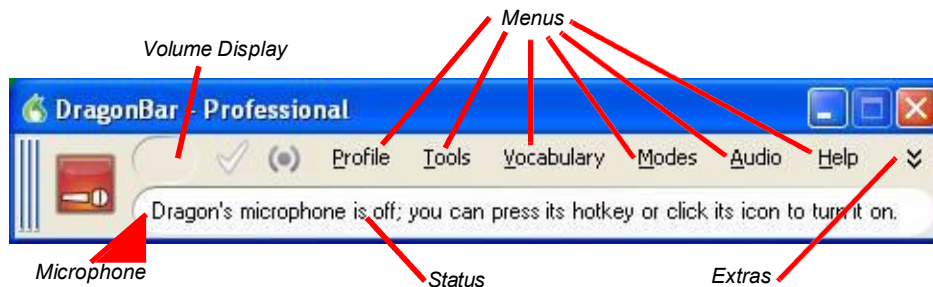 Menus
Volume Display
DragonBar - Professional
Profile Tools Vocabulary Modes Audio Help
Dragon's microphone is off; you can press its hotkey or click its icon to turn it on.
Microphone Status Extras